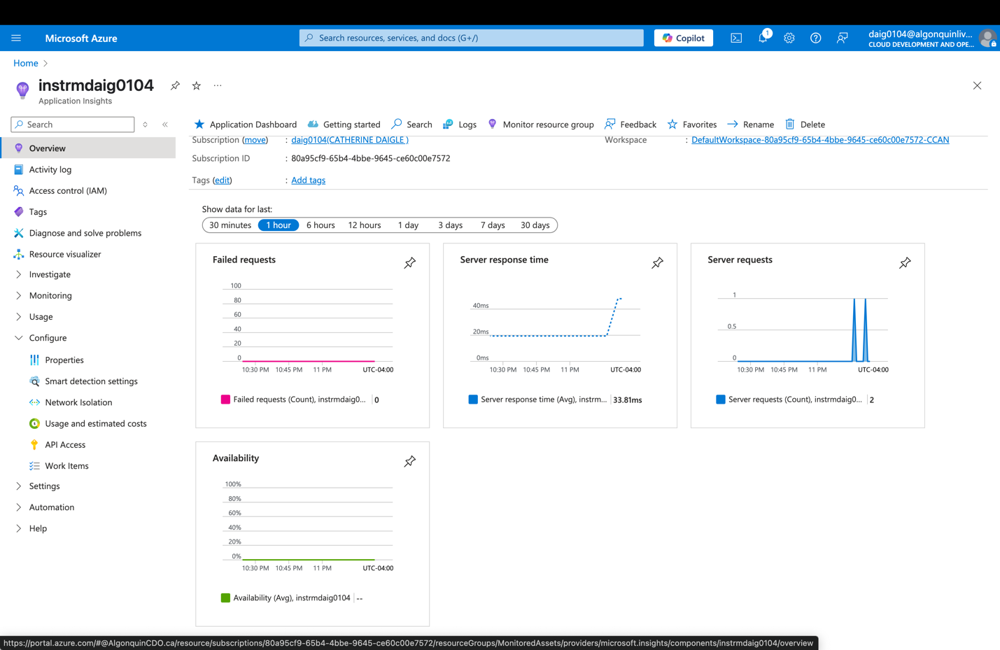 Microsoft Azure
Search resources, services, and docs (G+/)
Copilot
1
daig0104@algonquinliv...
CLOUD DEVELOPMENT AND OPE...
Home
instrmdaig0104
Application Insights
Search
Application Dashboard
Getting started
Search
Logs
Monitor resource group
Feedback
Favorites
Rename
Delete
Overview
Activity log
Access control (IAM)
Tags
Diagnose and solve problems
Resource visualizer
Investigate
Monitoring
Usage
Configure
Properties
Smart detection settings
Network Isolation
Usage and estimated costs
API Access
Work Items
Settings
Automation
Help
Subscription (move) : daig0104(CATHERINE DAIGLE )
Workspace : DefaultWorkspace-80a95cf9-65b4-4bbe-9645-ce60c00e7572-CCAN
Subscription ID : 80a95cf9-65b4-4bbe-9645-ce60c00e7572
Tags (edit) : Add tags
Show data for last:
30 minutes 1 hour 6 hours 12 hours 1 day 3 days 7 days 30 days
Failed requests
100
80
60
40
20
0
10:30 PM 10:45 PM 11 PM UTC-04:00
Failed requests (Count), instrmdaig0... 0
Server response time
40ms
20ms
0ms
10:30 PM 10:45 PM 11 PM UTC-04:00
Server response time (Avg), instrm... 33.81ms
Server requests
1
0.5
0
10:30 PM 10:45 PM 11 PM UTC-04:00
Server requests (Count), instrmdaig0... 2
Availability
100%
80%
60%
40%
20%
0%
10:30 PM 10:45 PM 11 PM UTC-04:00
Availability (Avg), instrmdaig0104 --
https://portal.azure.com/#@AlgonquinCDO.ca/resource/subscriptions/80a95cf9-65b4-4bbe-9645-ce60c00e7572/resourceGroups/MonitoredAssets/providers/microsoft.insights/components/instrmdaig0104/overview